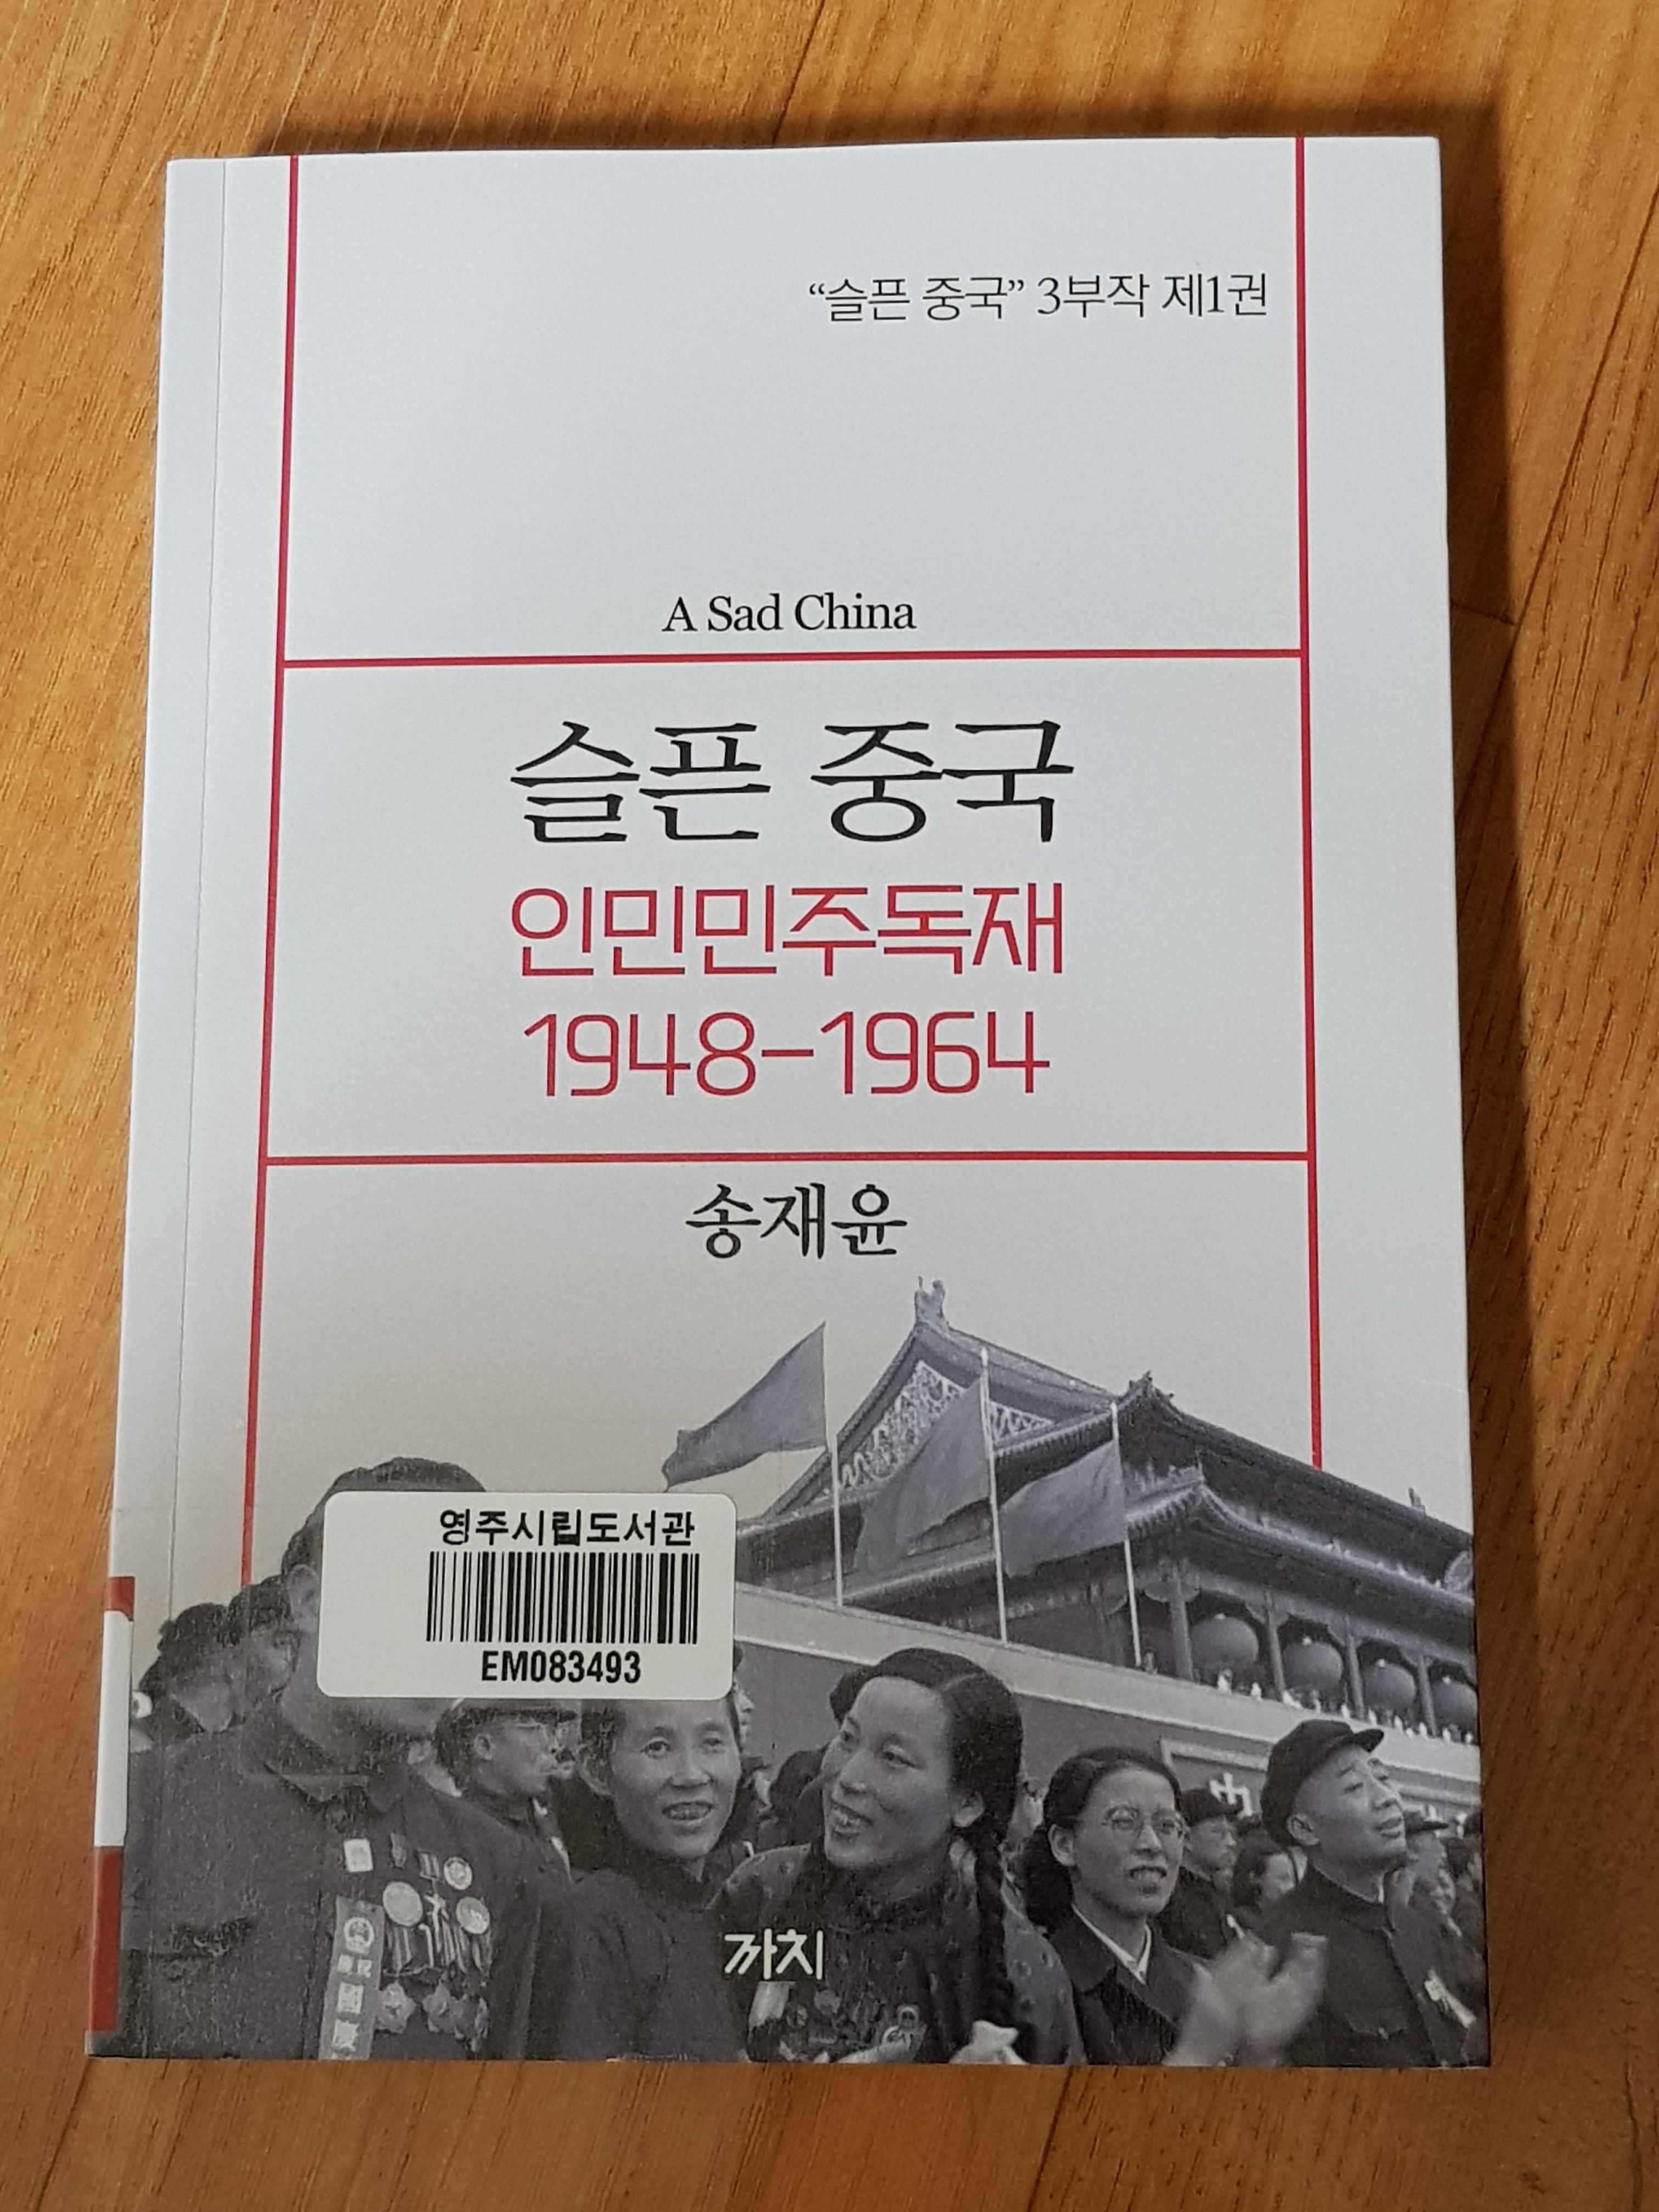 “슬픈 중국” 3부작 제1권
A Sad China
슬픈 중국
인민민주독재
1948-1964
송재윤
영주시립도서관
EM083493
中
까치